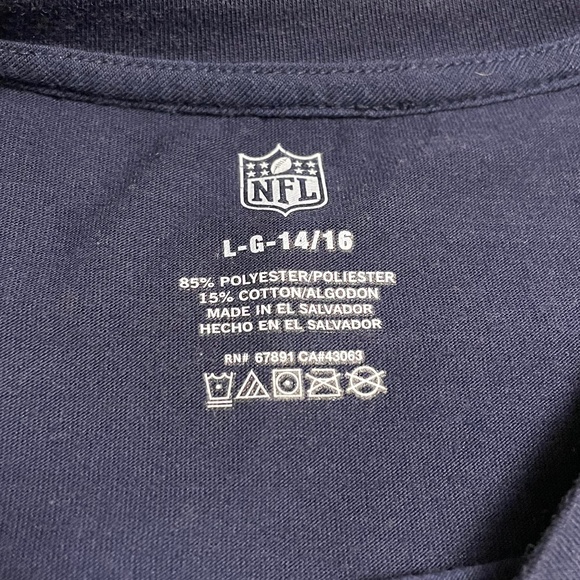 NFL
L-G-14/16
85% POLYESTER/POLIESTER
15% COTTON/ALGODON
MADE IN EL SALVADOR
HECHO EN EL SALVADOR
RN# 67891 CA#43063